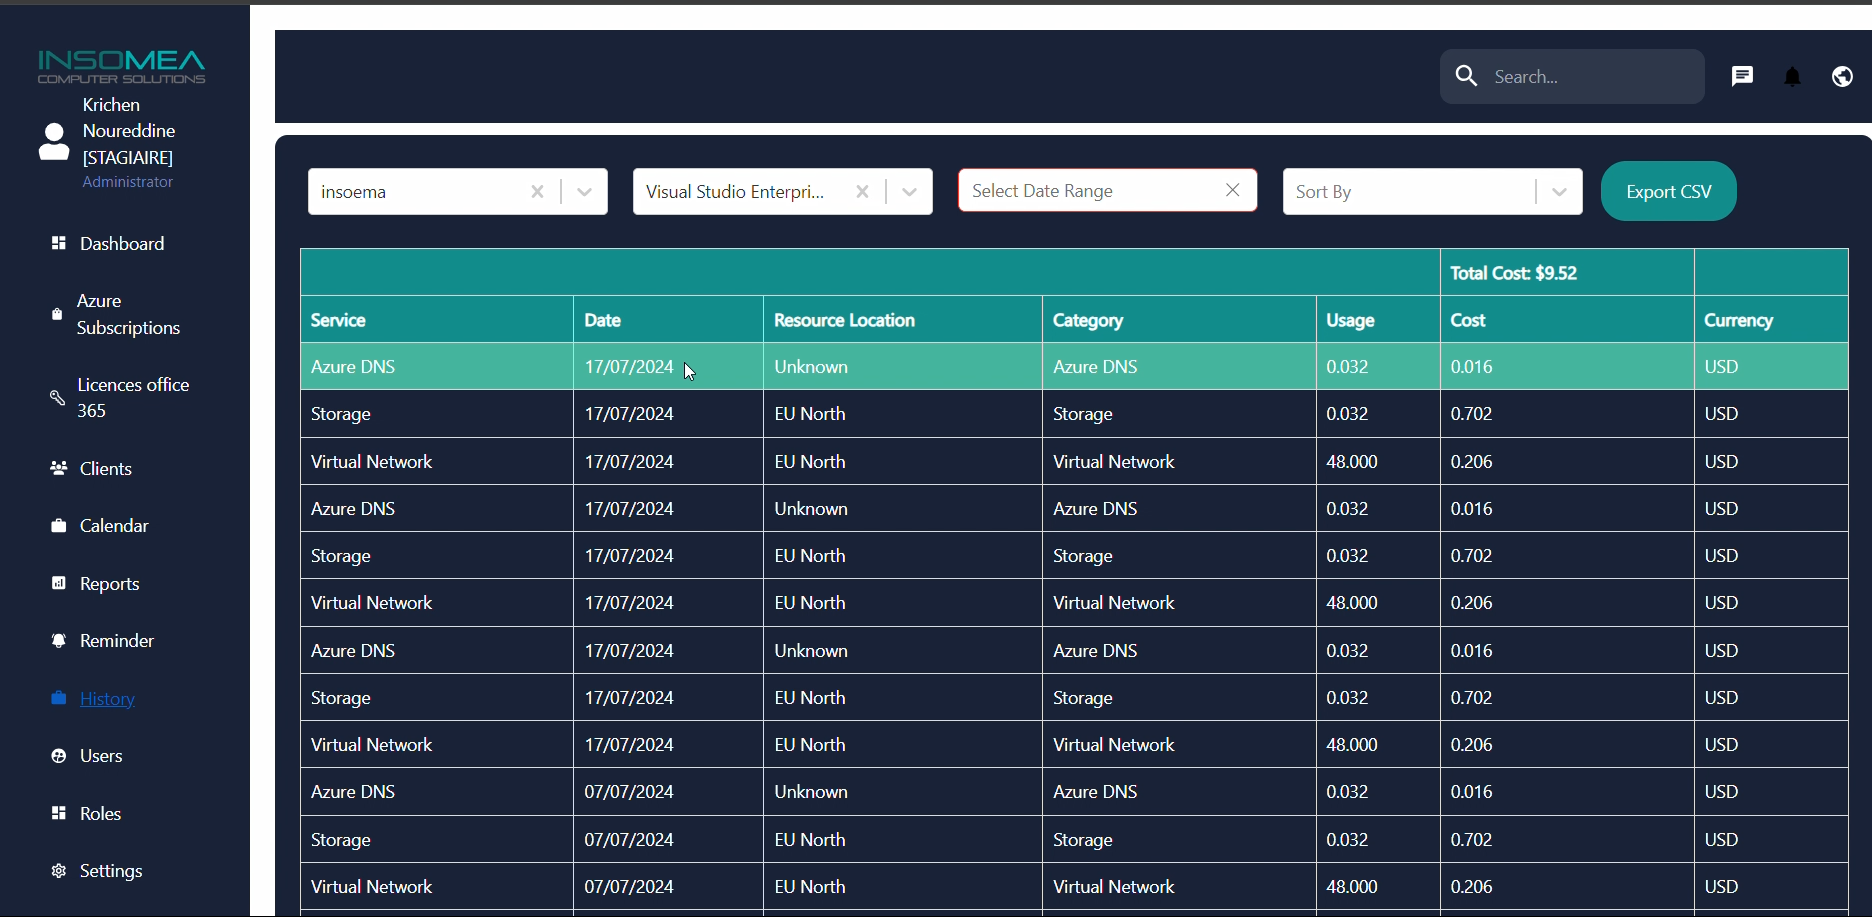 INSOMEA
COMPUTER SOLUTIONS
Krichen
Noureddine
[STAGIAIRE]
Administrator
Dashboard
Azure
Subscriptions
Licences office
365
Clients
Calendar
Reports
Reminder
History
Users
Roles
Settings
Search...
insoema
Visual Studio Enterpri...
Select Date Range
Sort By
Export CSV
Total Cost: $9.52
Service Date Resource Location Category Usage Cost Currency
Azure DNS 17/07/2024 Unknown Azure DNS 0.032 0.016 USD
Storage 17/07/2024 EU North Storage 0.032 0.702 USD
Virtual Network 17/07/2024 EU North Virtual Network 48.000 0.206 USD
Azure DNS 17/07/2024 Unknown Azure DNS 0.032 0.016 USD
Storage 17/07/2024 EU North Storage 0.032 0.702 USD
Virtual Network 17/07/2024 EU North Virtual Network 48.000 0.206 USD
Azure DNS 17/07/2024 Unknown Azure DNS 0.032 0.016 USD
Storage 17/07/2024 EU North Storage 0.032 0.702 USD
Virtual Network 17/07/2024 EU North Virtual Network 48.000 0.206 USD
Azure DNS 07/07/2024 Unknown Azure DNS 0.032 0.016 USD
Storage 07/07/2024 EU North Storage 0.032 0.702 USD
Virtual Network 07/07/2024 EU North Virtual Network 48.000 0.206 USD